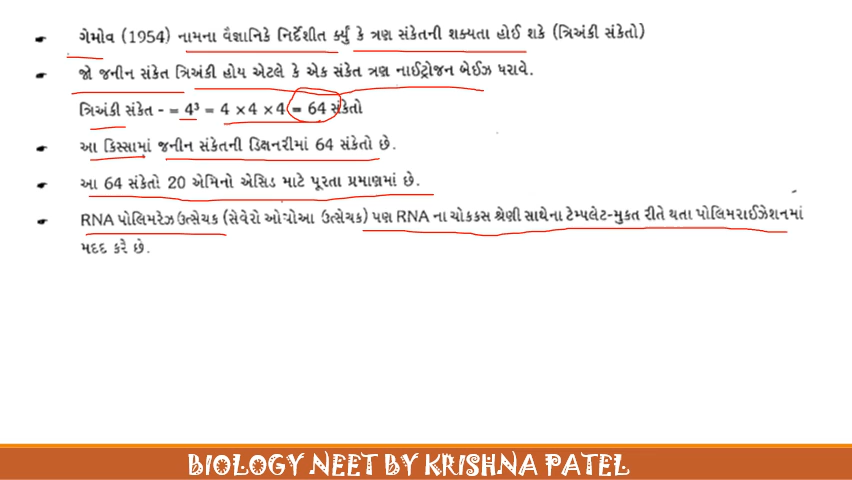 ગેમોવ (1954) નામના વૈજ્ઞાનિકે નિર્દેશીત ર્ક્યું કે ત્રણ સંકેતની શક્યતા હોઈ શકે (ત્રિઅંકી સંકેતો)
જો જનીન સંકેત ત્રિઅંકી હોય એટલે કે એક સંકેત ત્રણ નાઈટ્રોજન બેઈઝ ધરાવે.
ત્રિઅંકી સંકેત - = 4³ = 4 × 4 × 4 = 64 સંકેતો
આ કિસ્સામાં જનીન સંકેતની ડિક્ષનરીમાં 64 સંકેતો છે.
આ 64 સંકેતો 20 એમિનો એસિડ માટે પૂરતા પ્રમાણમાં છે.
RNA પોલિમરેઝ ઉત્સેચક (સેવેરો ઓચોઆ ઉત્સેચક) પણ RNA ના ચોકકસ શ્રેણી સાથેના ટેમ્પલેટ-મુકત રીતે થતા પોલિમરાઈઝેશનમાં
મદદ કરે છે.
BIOLOGY NEET BY KRISHNA PATEL